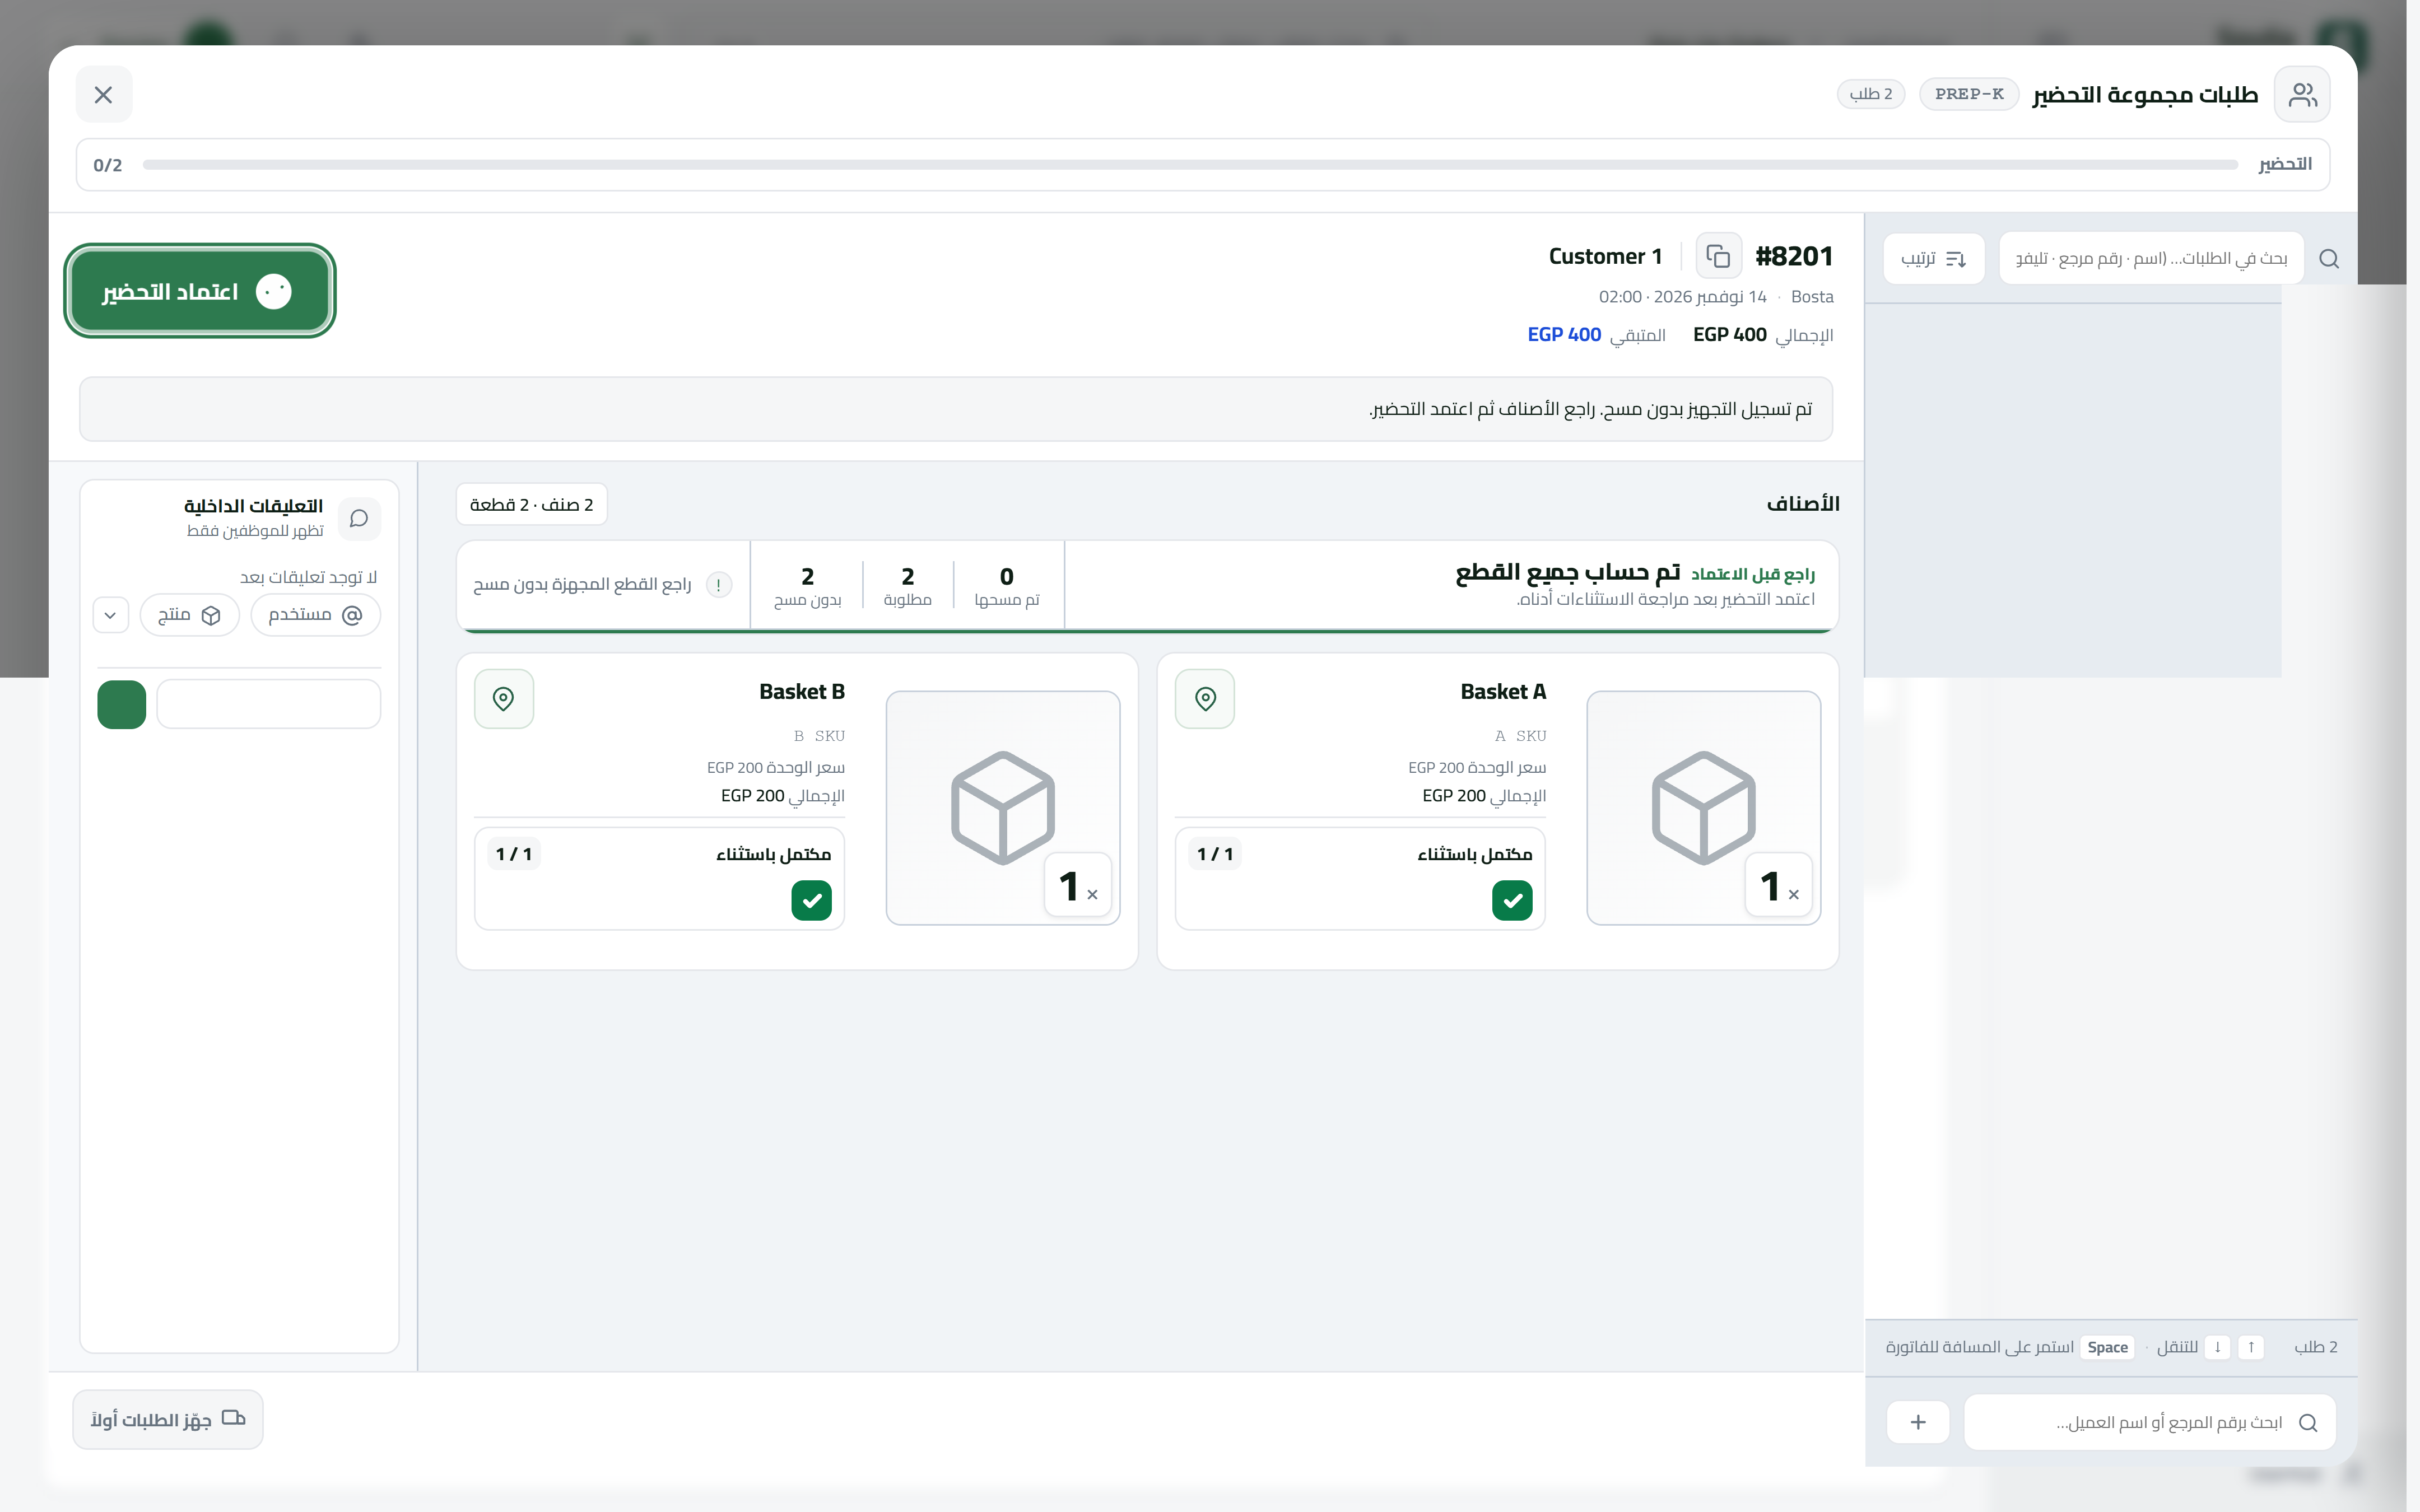 طلبات مجموعة التحضير PREP-K 2 طلب
التحضير 0/2
بحث في الطلبات... (اسم · رقم مرجع · تليفو
ترتيب
#8201 Customer 1
Bosta · 14 نوفمبر 2026 · 02:00
الإجمالي EGP 400 المتبقي EGP 400
اعتماد التحضير
تم تسجيل التجهيز بدون مسح. راجع الأصناف ثم اعتمد التحضير.
الأصناف
2 صنف · 2 قطعة
راجع قبل الاعتماد تم حساب جميع القطع
اعتمد التحضير بعد مراجعة الاستثناءات أدناه.
0 تم مسحها
2 مطلوبة
2 بدون مسح
! راجع القطع المجهزة بدون مسح
Basket A
A SKU
سعر الوحدة EGP 200
الإجمالي EGP 200
مكتمل باستثناء 1 / 1
1 ×
Basket B
B SKU
سعر الوحدة EGP 200
الإجمالي EGP 200
مكتمل باستثناء 1 / 1
1 ×
التعليقات الداخلية
تظهر للموظفين فقط
لا توجد تعليقات بعد
مستخدم
منتج
2 طلب ↑ ↓ للتنقل · Space استمر على المسافة للفاتورة
ابحث برقم المرجع أو اسم العميل...
جهّز الطلبات أولاً